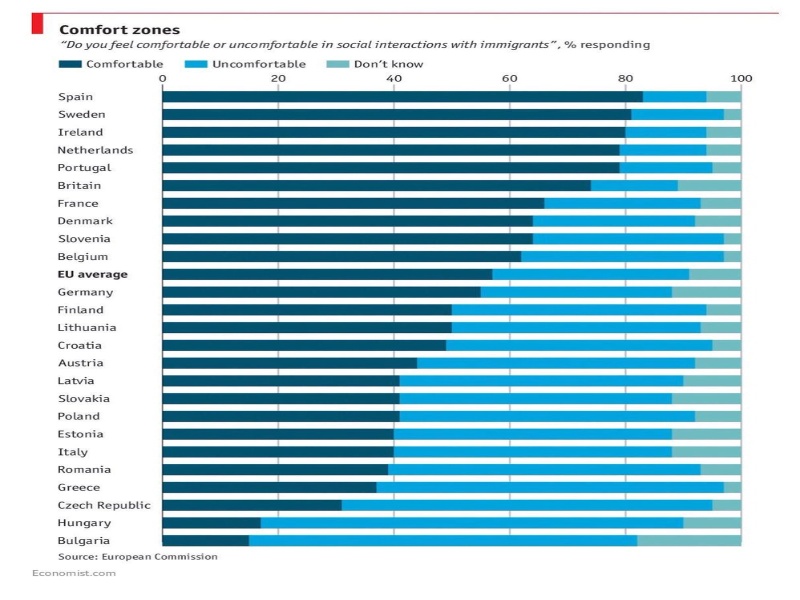 Comfort zones
"Do you feel comfortable or uncomfortable in social interactions with immigrants", % responding
Comfortable Uncomfortable Don't know
0 20 40 60 80 100
Spain
Sweden
Ireland
Netherlands
Portugal
Britain
France
Denmark
Slovenia
Belgium
EU average
Germany
Finland
Lithuania
Croatia
Austria
Latvia
Slovakia
Poland
Estonia
Italy
Romania
Greece
Czech Republic
Hungary
Bulgaria
Source: European Commission
Economist.com